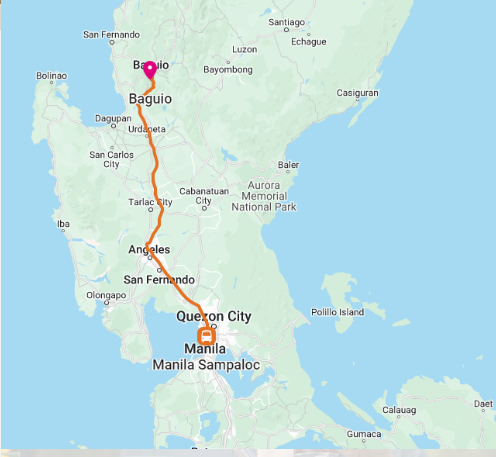 Santiago
San Fernando
Echague
Luzon
Baguio
Bayombong
Bolinao
Baguio
Casiguran
Dagupan
Urdaneta
San Carlos
City
Baler
Aurora
Memorial
National Park
Cabanatuan
City
Tarlac City
Iba
Angeles
San Fernando
Olongapo
Polillo Island
Quezon City
Manila
Manila Sampaloc
Daet
Calauag
Gumaca